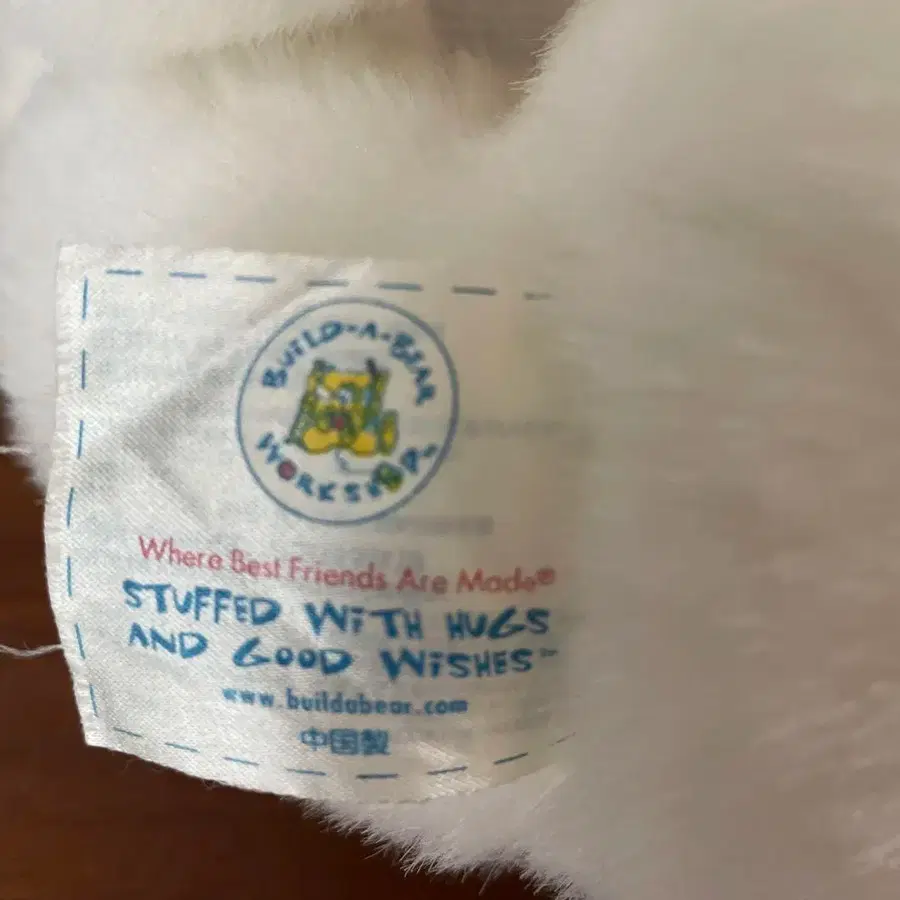 BUILD-A-BEAR
WORKSHOP
Where Best Friends Are Made®
STUFFED WITH HUGS
AND GOOD WISHES™
www.buildabear.com
中国製